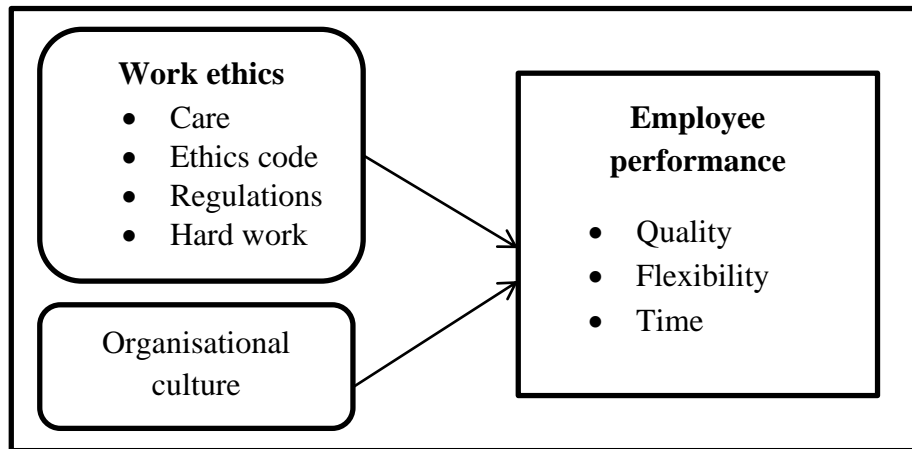 Work ethics
• Care
• Ethics code
• Regulations
• Hard work
Organisational
culture
Employee
performance
• Quality
• Flexibility
• Time